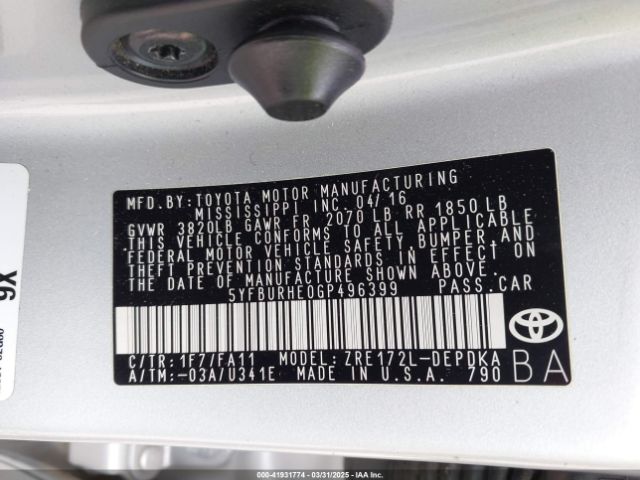 MFD.BY: TOYOTA MOTOR MANUFACTURING
MISSISSIPPI INC. 04/16
GVWR 3820LB GAWR FR 2070 LB RR 1850 LB
THIS VEHICLE CONFORMS TO ALL APPLICABLE
FEDERAL MOTOR VEHICLE SAFETY, BUMPER, AND
THEFT PREVENTION STANDARDS IN EFFECT ON
THE DATE OF MANUFACTURE SHOWN ABOVE.
5YFBURHE0GP496399 PASS.CAR
C/TR: 1F7/FA11 MODEL: ZRE172L-DEPDKA
A/TM: -03A/U341E MADE IN U.S.A. 790
BA
000-41931774 - 03/31/2025 - IAAI Inc.